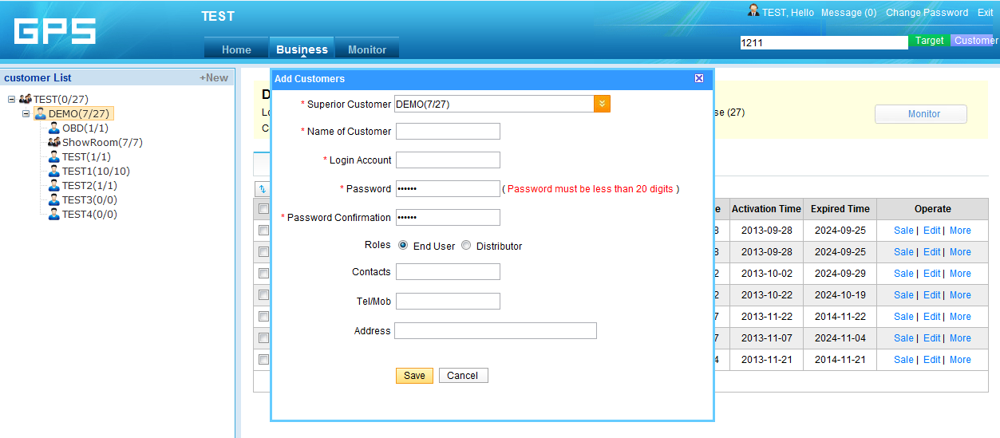 GPS
TEST
TEST, Hello Message (0) Change Password Exit
Home Business Monitor
1211 Target Customer
customer List +New
TEST(0/27)
DEMO(7/27)
OBD(1/1)
ShowRoom(7/7)
TEST(1/1)
TEST1(10/10)
TEST2(1/1)
TEST3(0/0)
TEST4(0/0)
Add Customers
* Superior Customer DEMO(7/27)
* Name of Customer
* Login Account
* Password •••••• ( Password must be less than 20 digits )
* Password Confirmation ••••••
Roles End User Distributor
Contacts
Tel/Mob
Address
Save Cancel
se (27)
Monitor
Activation Time Expired Time Operate
8 2013-09-28 2024-09-25 Sale | Edit | More
8 2013-09-28 2024-09-25 Sale | Edit | More
2 2013-10-02 2024-09-29 Sale | Edit | More
2 2013-10-22 2024-10-19 Sale | Edit | More
7 2013-11-22 2014-11-22 Sale | Edit | More
7 2013-11-07 2024-11-04 Sale | Edit | More
4 2013-11-21 2014-11-21 Sale | Edit | More